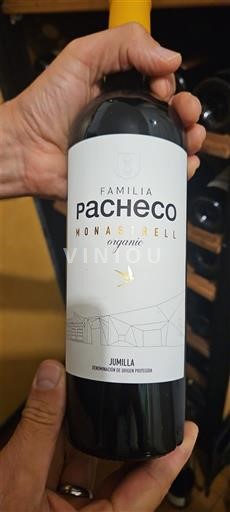 FAMILIA
PACHECO
MONASTRELL
organic
VINIOU
JUMILLA
DENOMINACIÓN DE ORIGEN PROTEGIDA